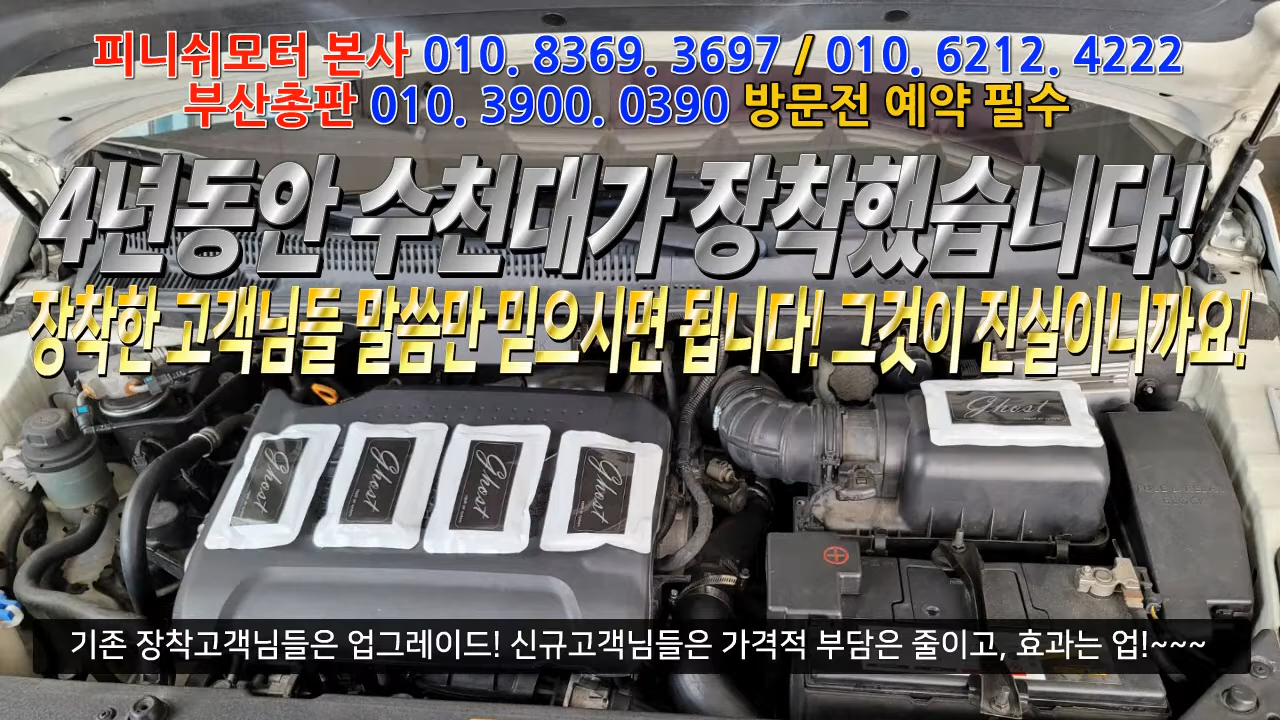 피니쉬모터 본사 010. 8369. 3697 / 010. 6212. 4222
부산총판 010. 3900. 0390 방문전 예약 필수
4년동안 수천대가 장착했습니다!
장착한 고객님들 말씀만 믿으시면 됩니다! 그것이 진실이니까요!
Ghost
Ghost
Ghost
Ghost
Ghost
기존 장착고객님들은 업그레이드! 신규고객님들은 가격적 부담은 줄이고, 효과는 업!~~~